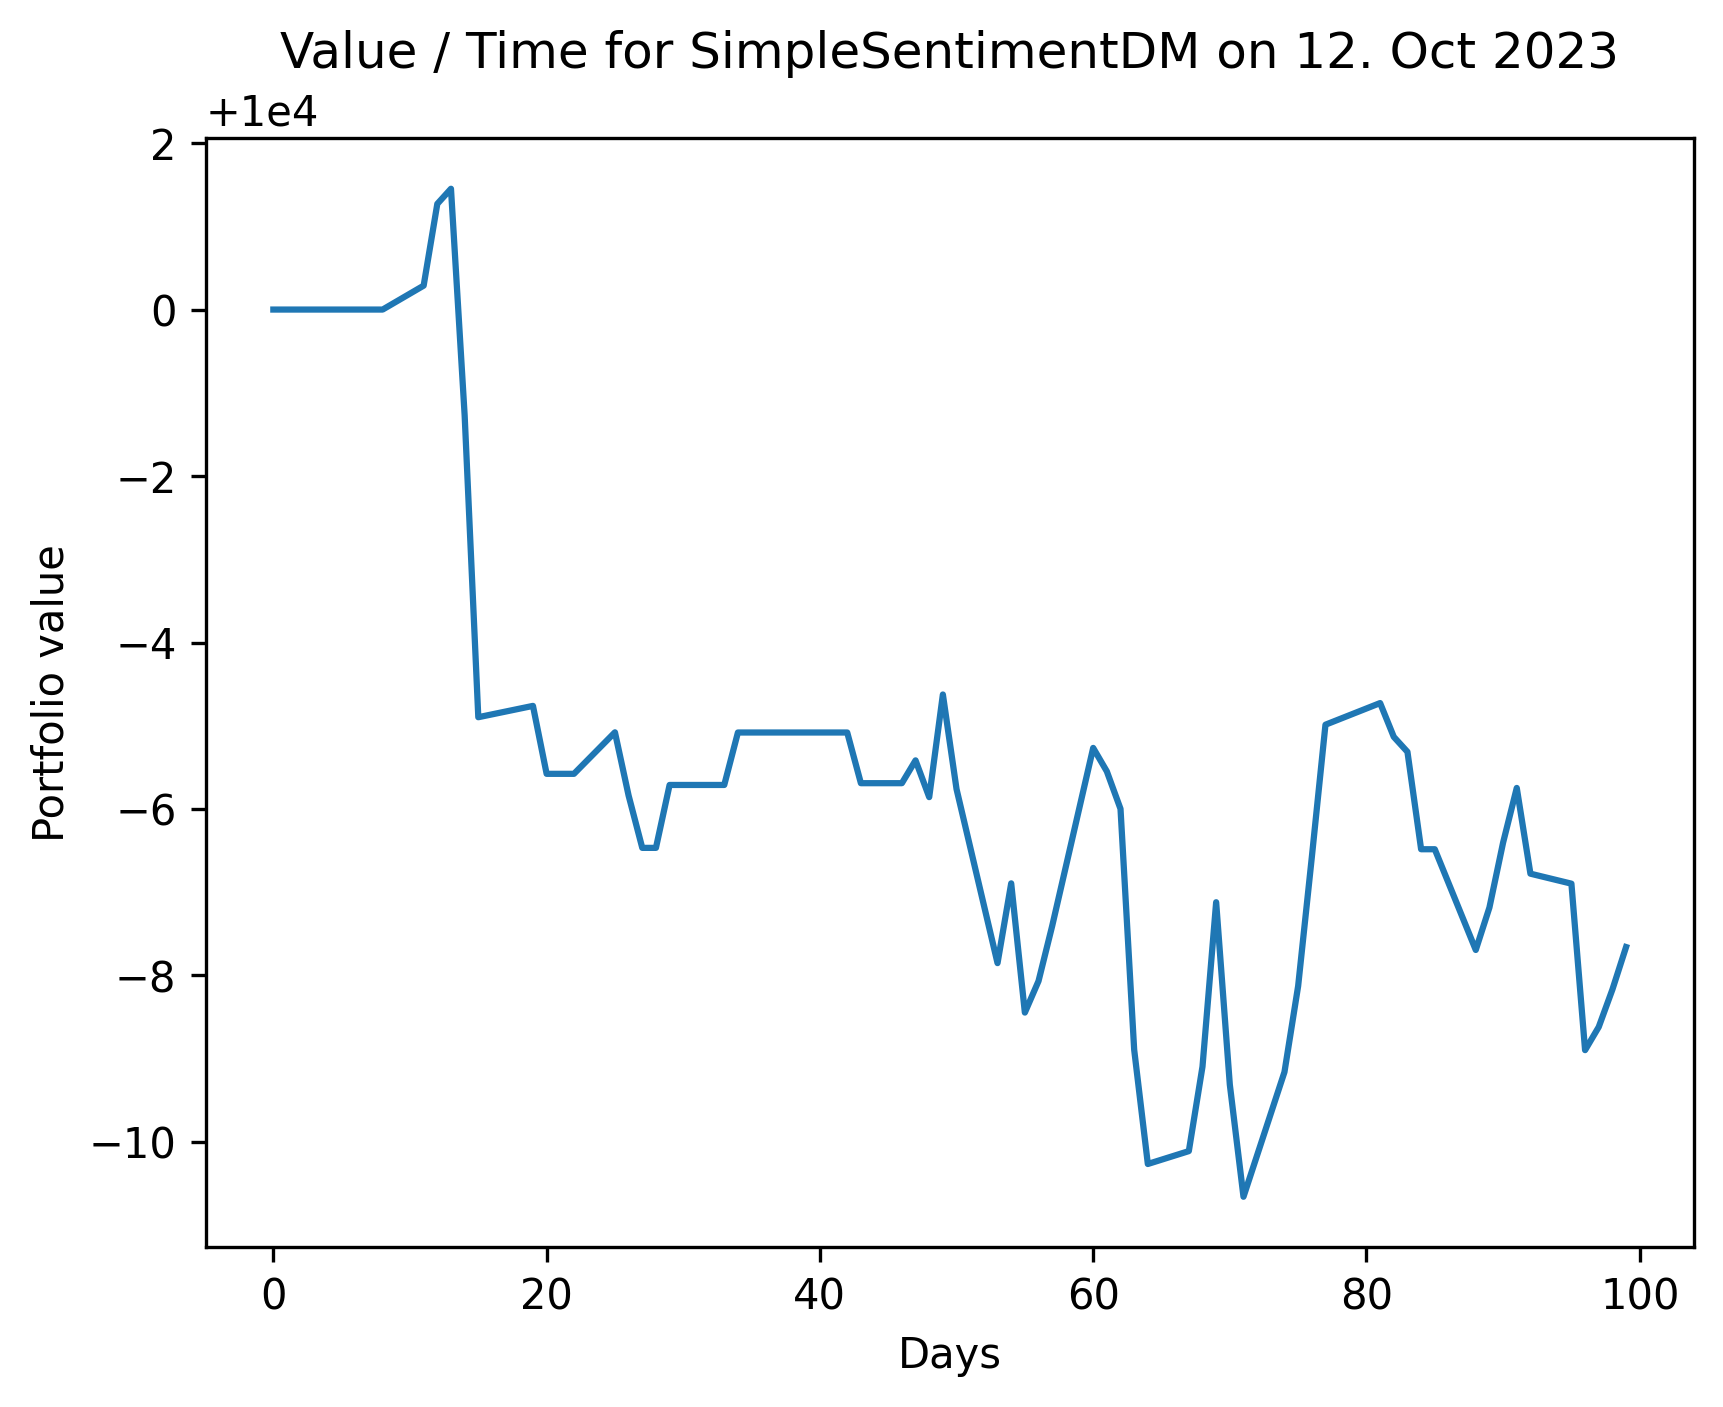 Value / Time for SimpleSentimentDM on 12. Oct 2023
+1e4
2
0
−2
−4
−6
−8
−10
Portfolio value
0 20 40 60 80 100
Days